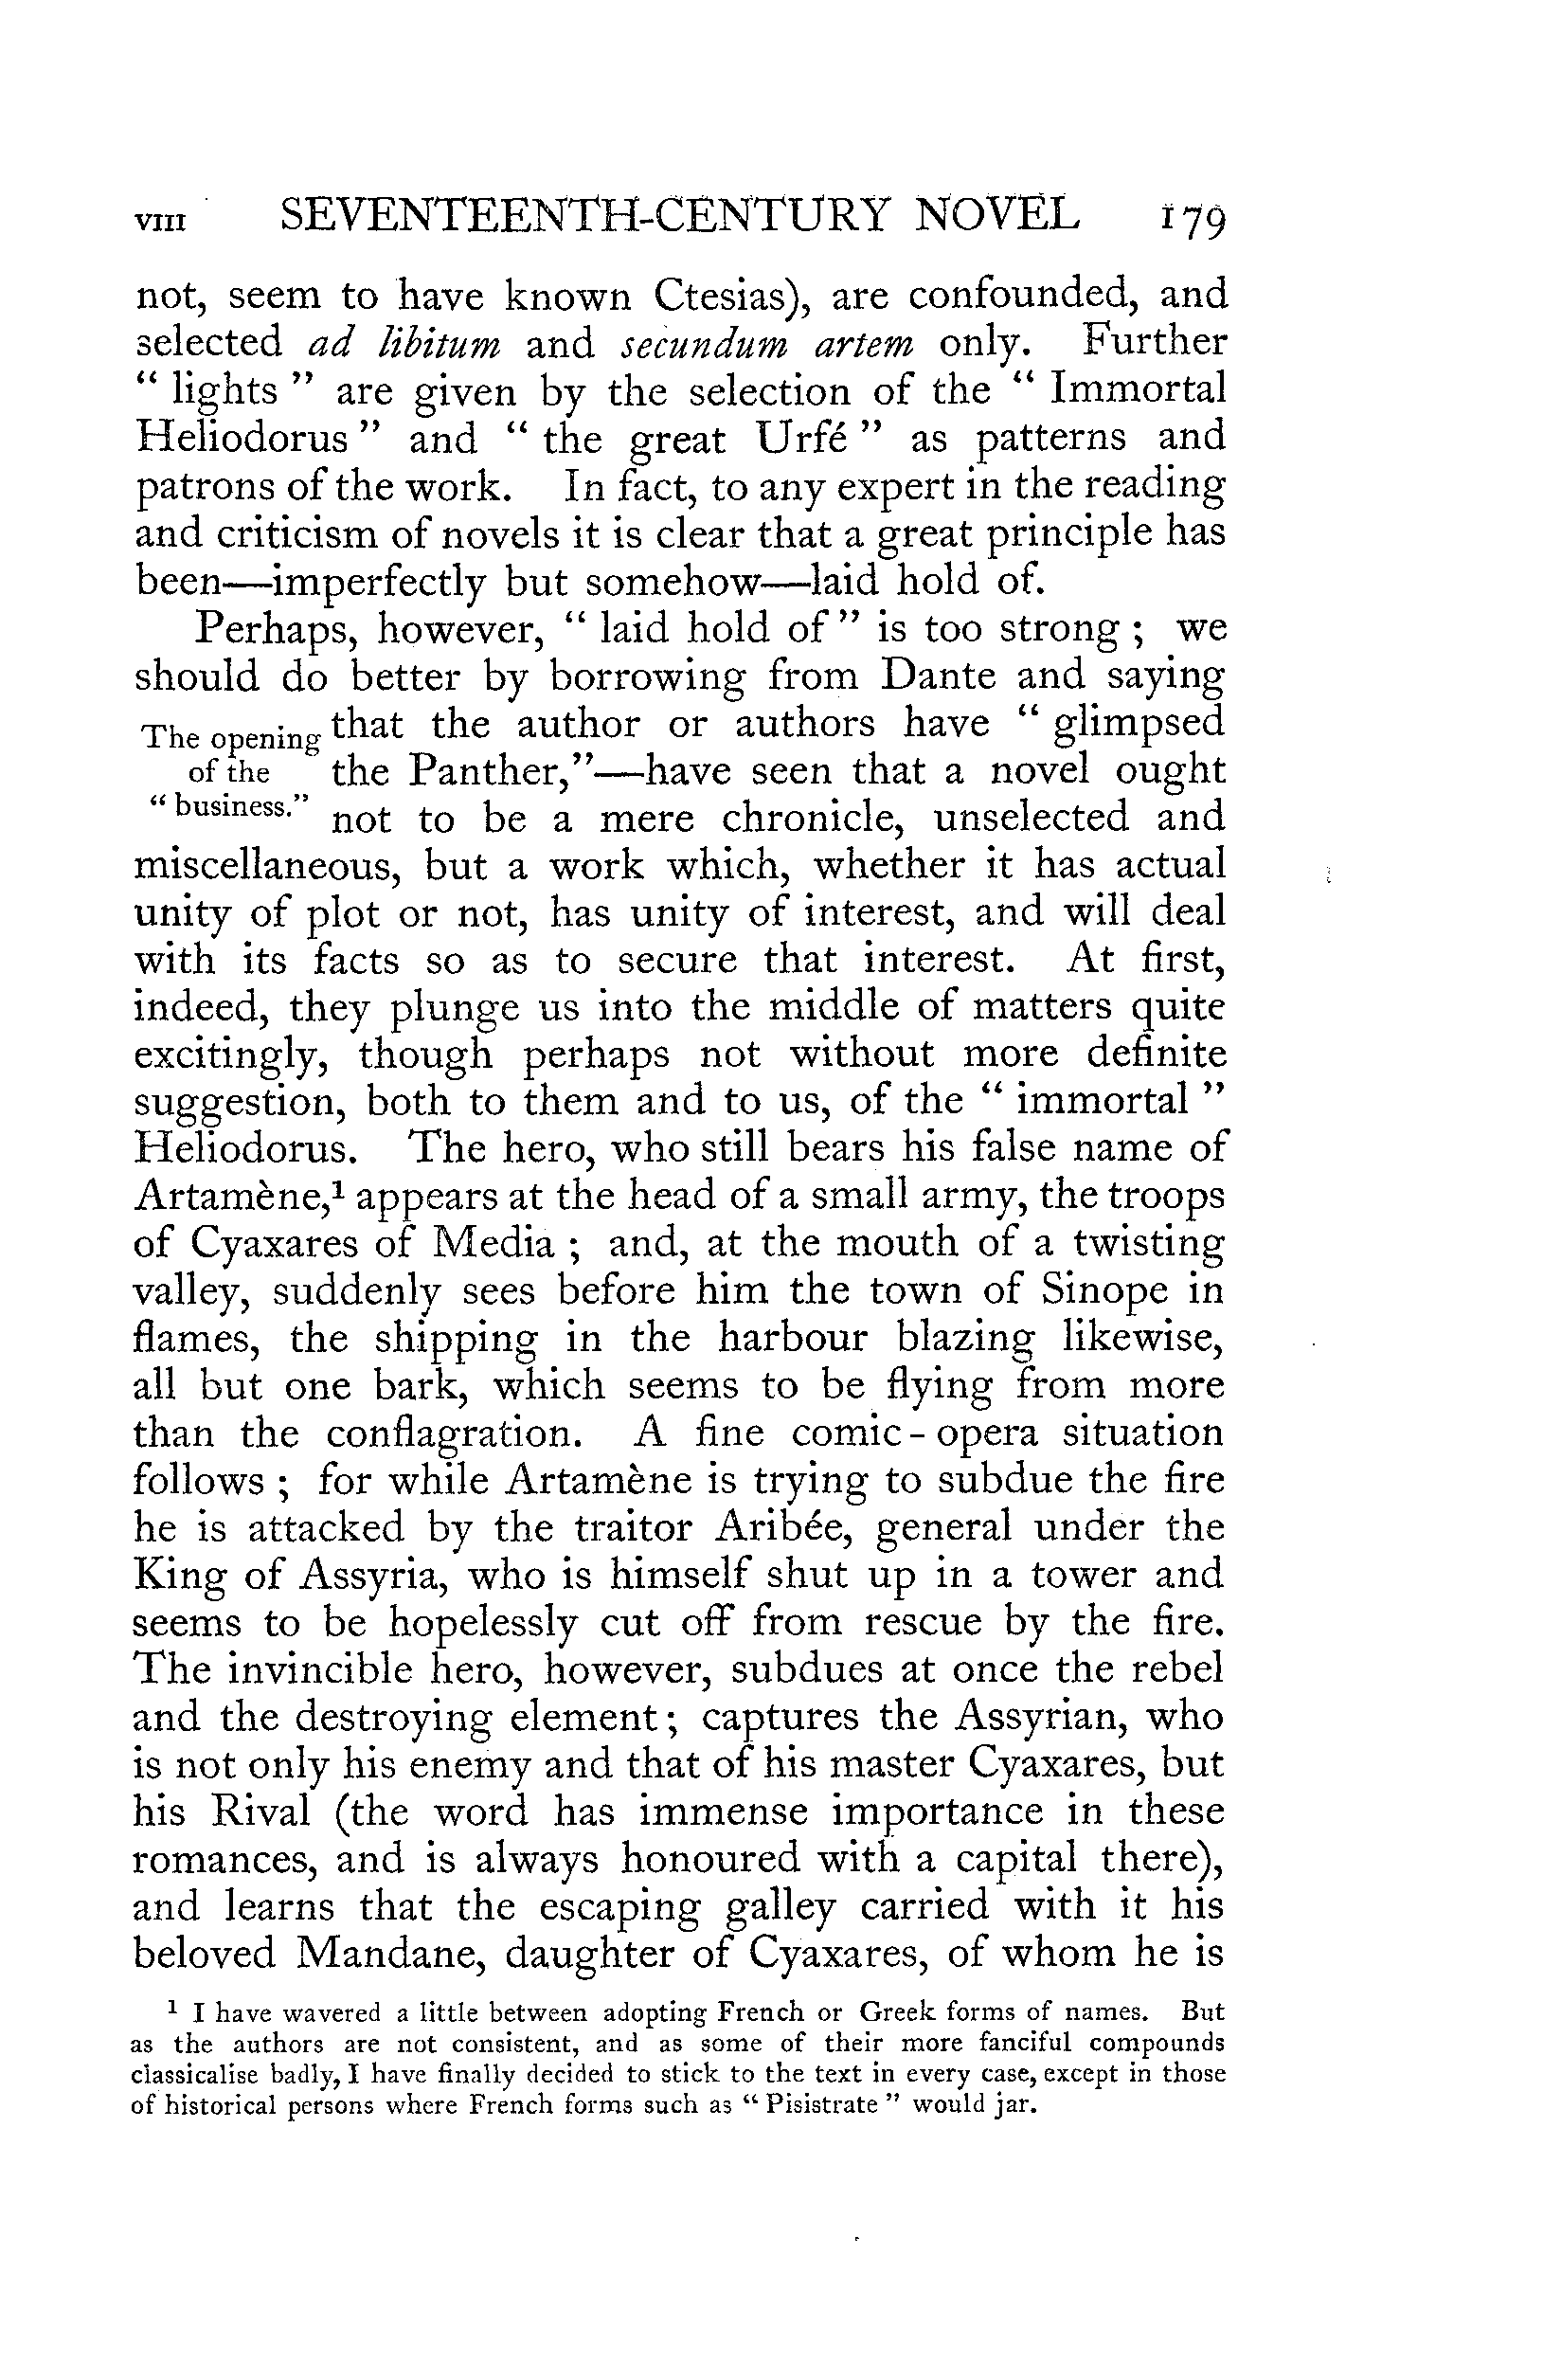 VIII SEVENTEENTH-CENTURY NOVEL 179
not, seem to have known Ctesias), are confounded, and
selected ad libitum and secundum artem only. Further
“ lights ” are given by the selection of the “ Immortal
Heliodorus ” and “ the great Urfé ” as patterns and
patrons of the work. In fact, to any expert in the reading
and criticism of novels it is clear that a great principle has
been—imperfectly but somehow—laid hold of.
Perhaps, however, “ laid hold of ” is too strong ; we
should do better by borrowing from Dante and saying
The opening
of the
“ business.”
that the author or authors have “ glimpsed
the Panther,”—have seen that a novel ought
not to be a mere chronicle, unselected and
miscellaneous, but a work which, whether it has actual
unity of plot or not, has unity of interest, and will deal
with its facts so as to secure that interest. At first,
indeed, they plunge us into the middle of matters quite
excitingly, though perhaps not without more definite
suggestion, both to them and to us, of the “ immortal ”
Heliodorus. The hero, who still bears his false name of
Artamène,¹ appears at the head of a small army, the troops
of Cyaxares of Media ; and, at the mouth of a twisting
valley, suddenly sees before him the town of Sinope in
flames, the shipping in the harbour blazing likewise,
all but one bark, which seems to be flying from more
than the conflagration. A fine comic-opera situation
follows ; for while Artamène is trying to subdue the fire
he is attacked by the traitor Aribée, general under the
King of Assyria, who is himself shut up in a tower and
seems to be hopelessly cut off from rescue by the fire.
The invincible hero, however, subdues at once the rebel
and the destroying element ; captures the Assyrian, who
is not only his enemy and that of his master Cyaxares, but
his Rival (the word has immense importance in these
romances, and is always honoured with a capital there),
and learns that the escaping galley carried with it his
beloved Mandane, daughter of Cyaxares, of whom he is
¹ I have wavered a little between adopting French or Greek forms of names. But
as the authors are not consistent, and as some of their more fanciful compounds
classicalise badly, I have finally decided to stick to the text in every case, except in those
of historical persons where French forms such as “ Pisistrate ” would jar.